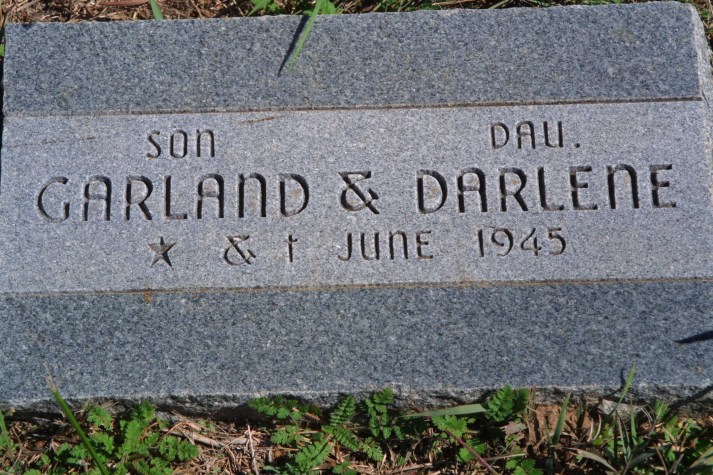 SON DAU.
GARLAND & DARLENE
★ & † JUNE 1945